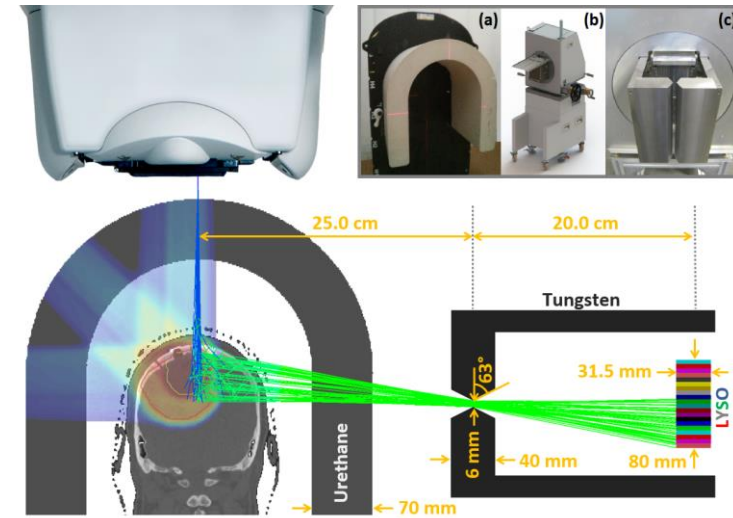 (a)
(b)
(c)
25.0 cm
20.0 cm
Tungsten
63°
31.5 mm
LYSO
6 mm
40 mm
80 mm
Urethane
70 mm